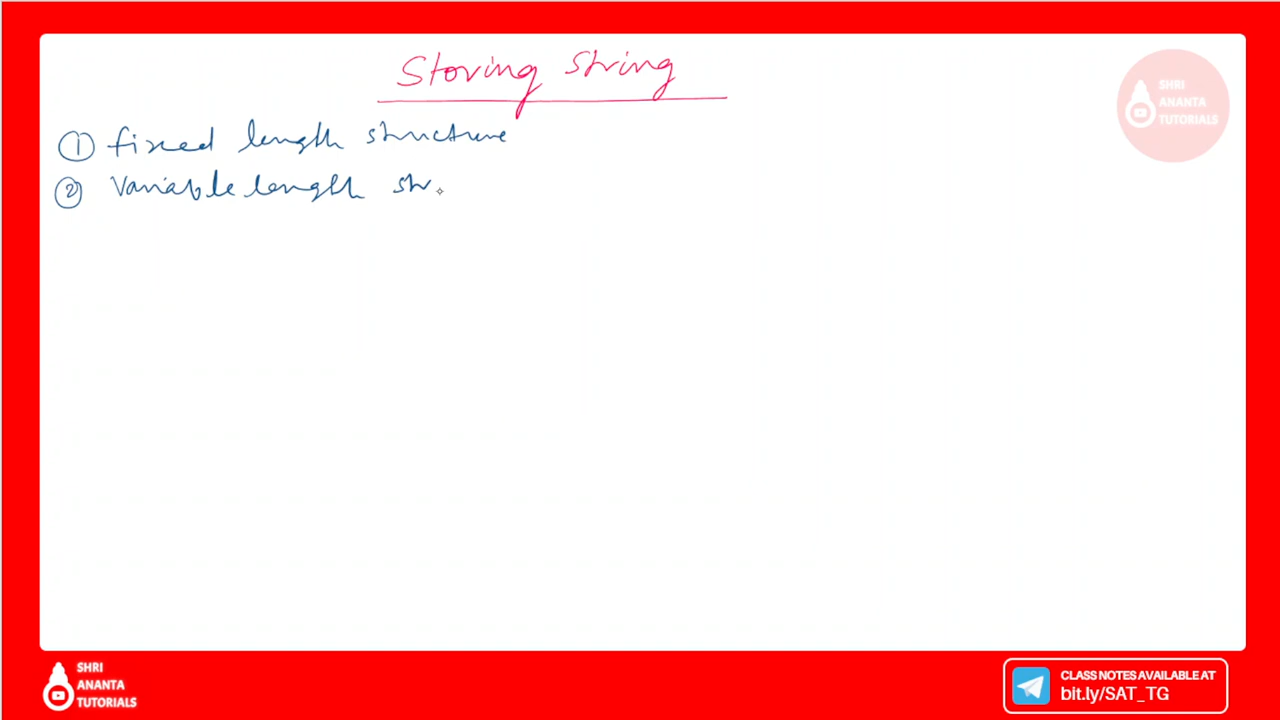 Storing String
SHRI
ANANTA
TUTORIALS
① fixed length structure
② Variable length str
SHRI
ANANTA
TUTORIALS
CLASS NOTES AVAILABLE AT
bit.ly/SAT_TG